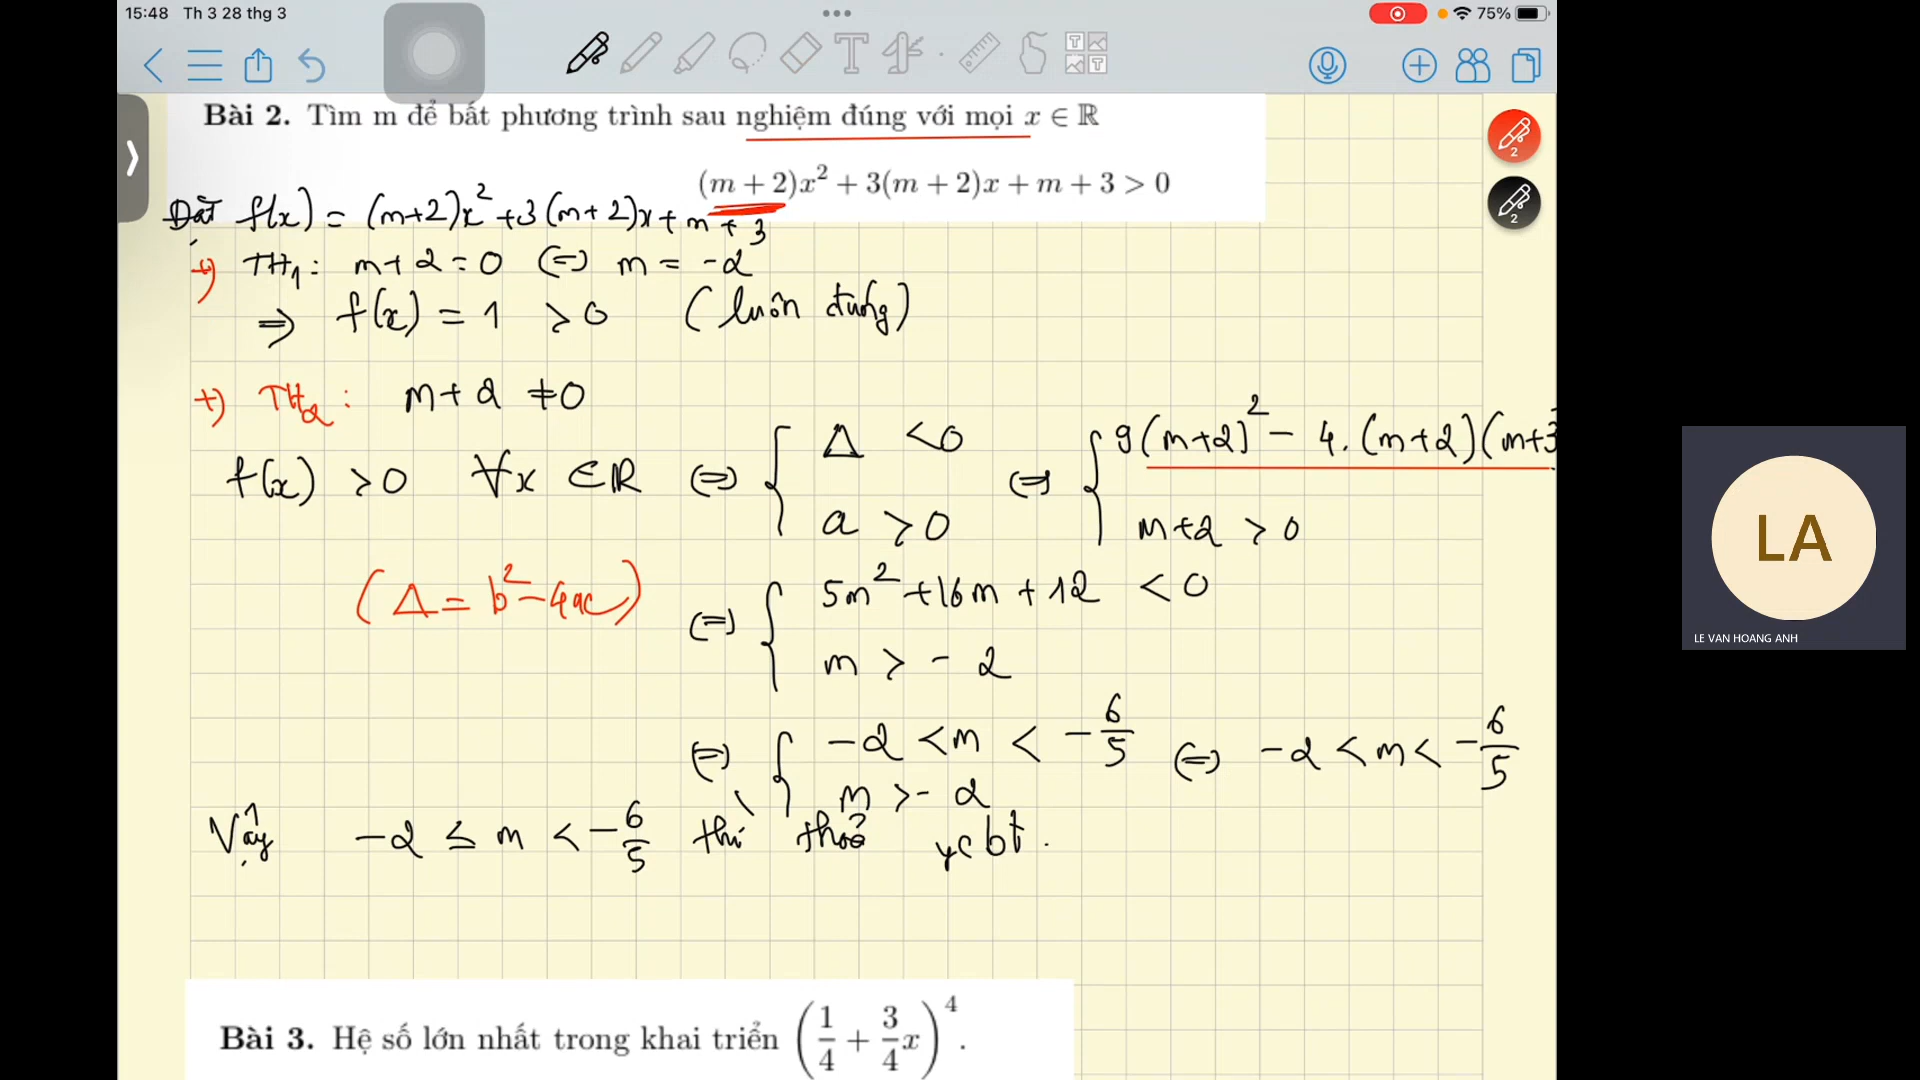 15:48 Th 3 28 thg 3 75%
Bài 2. Tìm m để bất phương trình sau nghiệm đúng với mọi x ∈ ℝ
(m + 2)x² + 3(m + 2)x + m + 3 > 0
Đặt f(x) = (m+2)x² + 3(m+2)x + m + 3
+) TH₁ : m + 2 = 0 (=) m = -2
=> f(x) = 1 > 0 (luôn đúng)
+) TH₂ : m + 2 ≠ 0
f(x) > 0 ∀x ∈ ℝ (=) { Δ < 0 (=) { 9(m+2)² - 4.(m+2)(m+3
a > 0 m+2 > 0
(Δ = b² - 4ac) (=) { 5m² + 16m + 12 < 0
m > - 2
(=) { -2 < m < -6/5 (=) -2 < m < -6/5
m > - 2
Vậy -2 ≤ m < -6/5 thì thoả ycbt .
Bài 3. Hệ số lớn nhất trong khai triển (1/4 + 3/4 x)⁴.
2
2
LA
LE VAN HOANG ANH